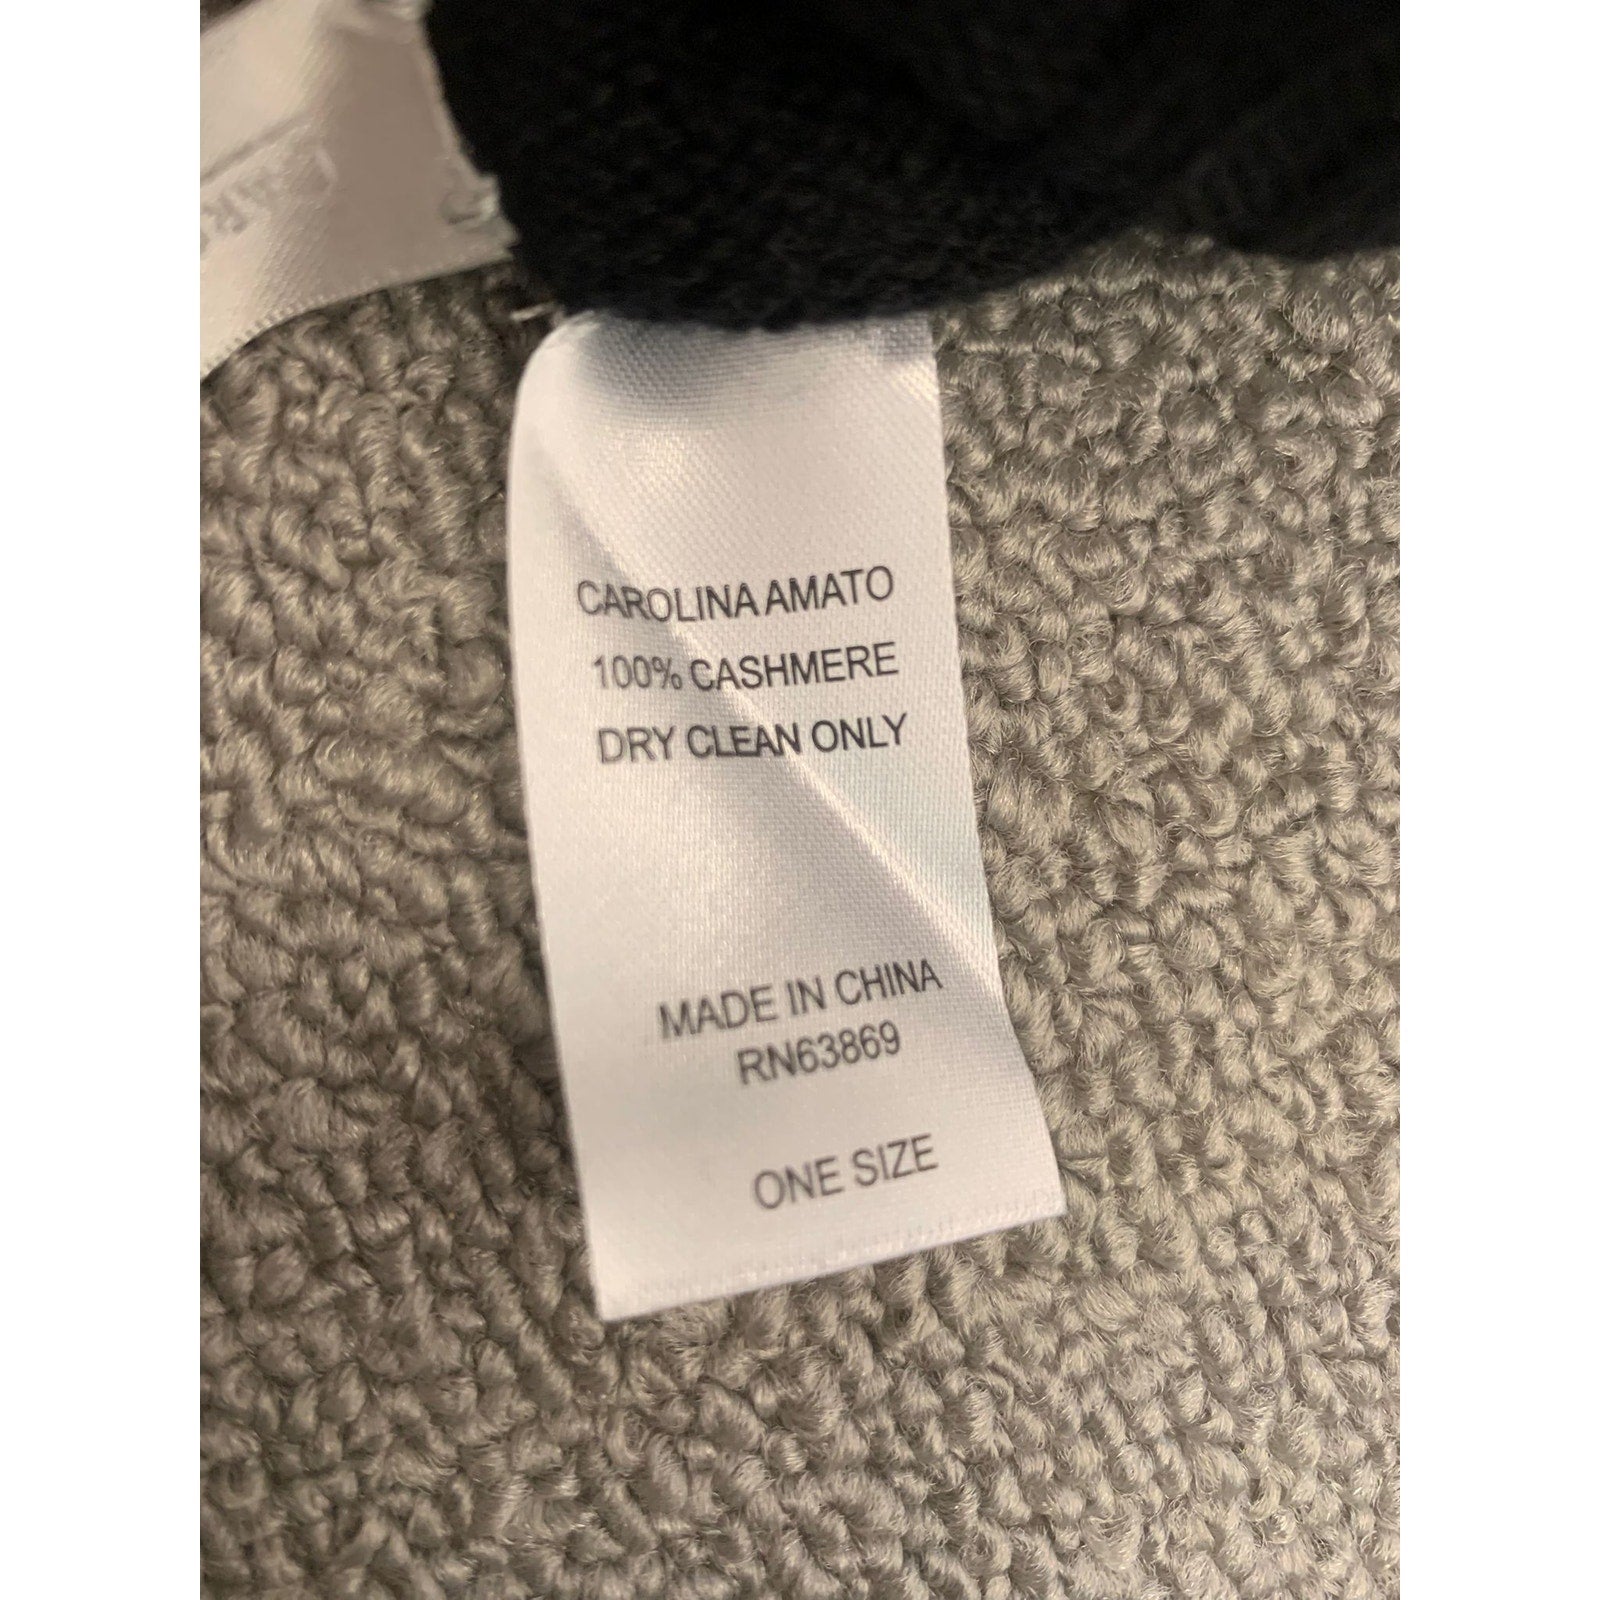 CAROLINA AMATO
100% CASHMERE
DRY CLEAN ONLY
MADE IN CHINA
RN63869
ONE SIZE